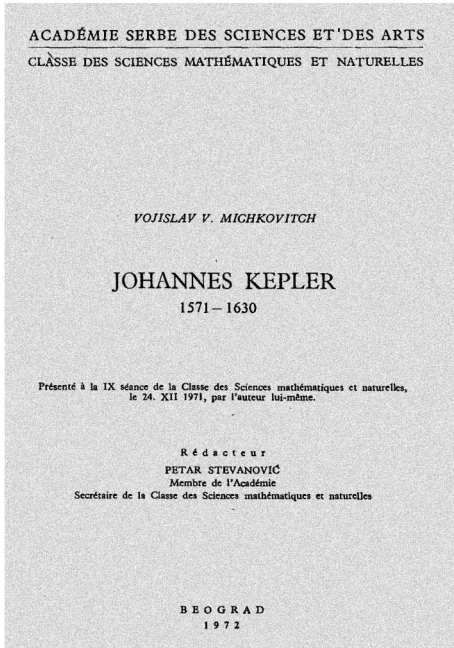 ACADÉMIE SERBE DES SCIENCES ET DES ARTS
CLASSE DES SCIENCES MATHÉMATIQUES ET NATURELLES
VOJISLAV V. MICHKOVITCH
JOHANNES KEPLER
1571–1630
Présenté à la IX séance de la Classe des Sciences mathématiques et naturelles,
le 24. XII 1971, par l'auteur lui-même.
Rédacteur
PETAR STEVANOVIĆ
Membre de l'Académie
Secrétaire de la Classe des Sciences mathématiques et naturelles
BEOGRAD
1972